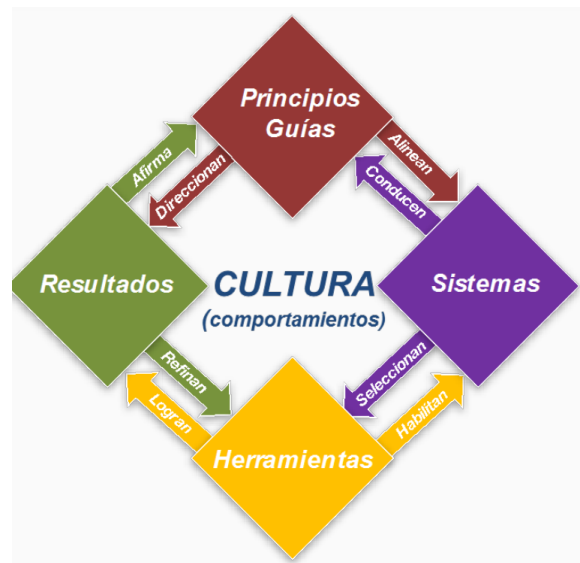 Principios
Guías
Afirma
Direccionan
Alinean
Conducen
Resultados
CULTURA
(comportamientos)
Sistemas
Refinan
Logran
Seleccionan
Habilitan
Herramientas